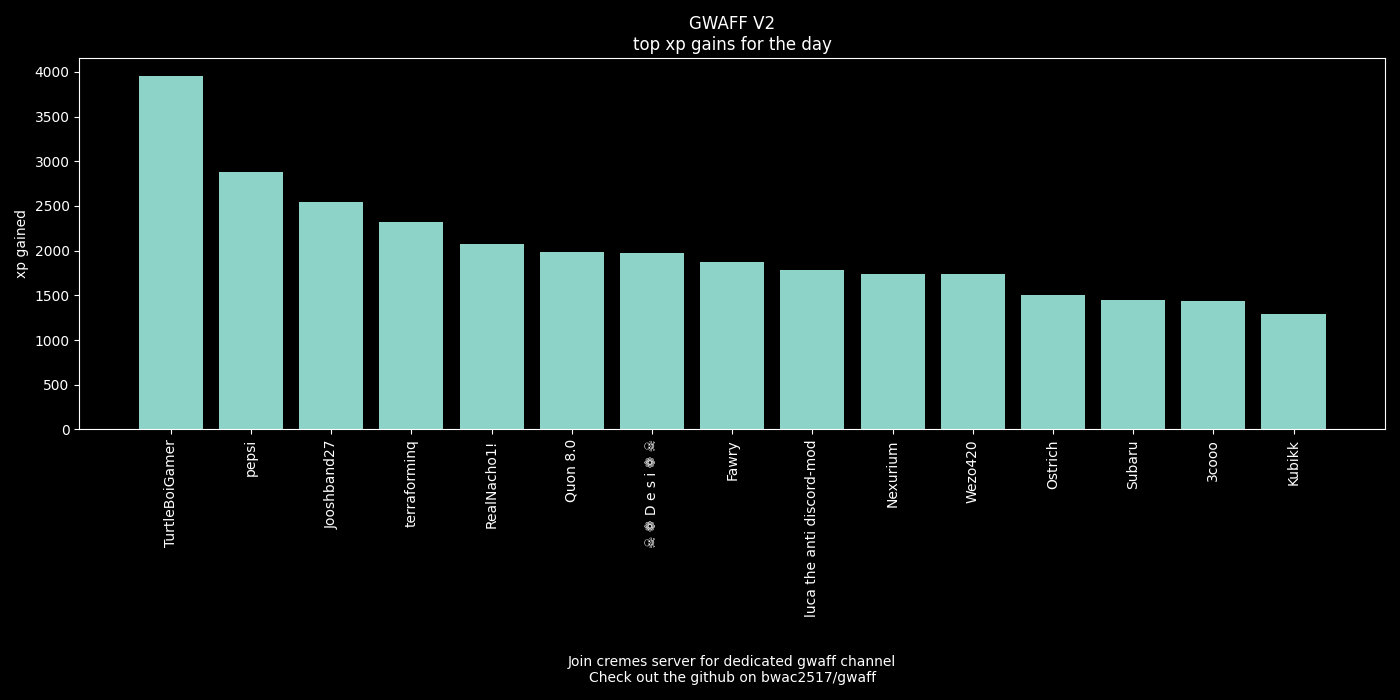 GWAFF V2
top xp gains for the day
xp gained
4000
3500
3000
2500
2000
1500
1000
500
0
TurtleBoiGamer
pepsi
Jooshband27
terraforminq
RealNacho1!
Quon 8.0
☠ ❁ D e s i ❁ ☠
Fawry
luca the anti discord-mod
Nexurium
Wezo420
Ostrich
Subaru
3cooo
Kubikk
Join cremes server for dedicated gwaff channel
Check out the github on bwac2517/gwaff